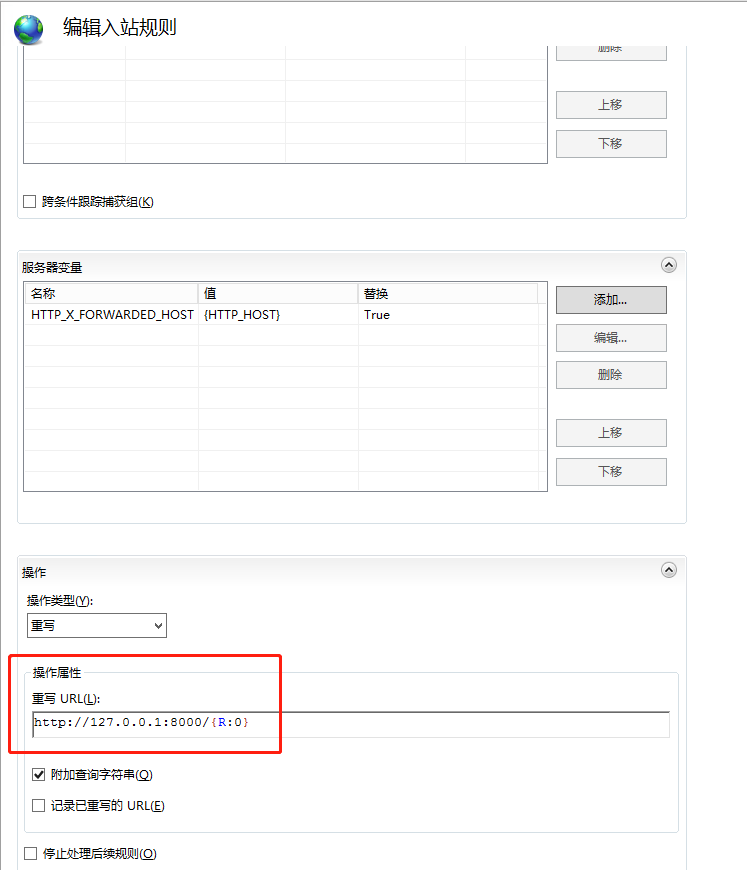 编辑入站规则
删除
上移
下移
跨条件跟踪捕获组(K)
服务器变量
名称 值 替换
HTTP_X_FORWARDED_HOST {HTTP_HOST} True
添加...
编辑...
删除
上移
下移
操作
操作类型(Y):
重写
操作属性
重写 URL(L):
http://127.0.0.1:8000/{R:0}
附加查询字符串(Q)
记录已重写的 URL(E)
停止处理后续规则(O)